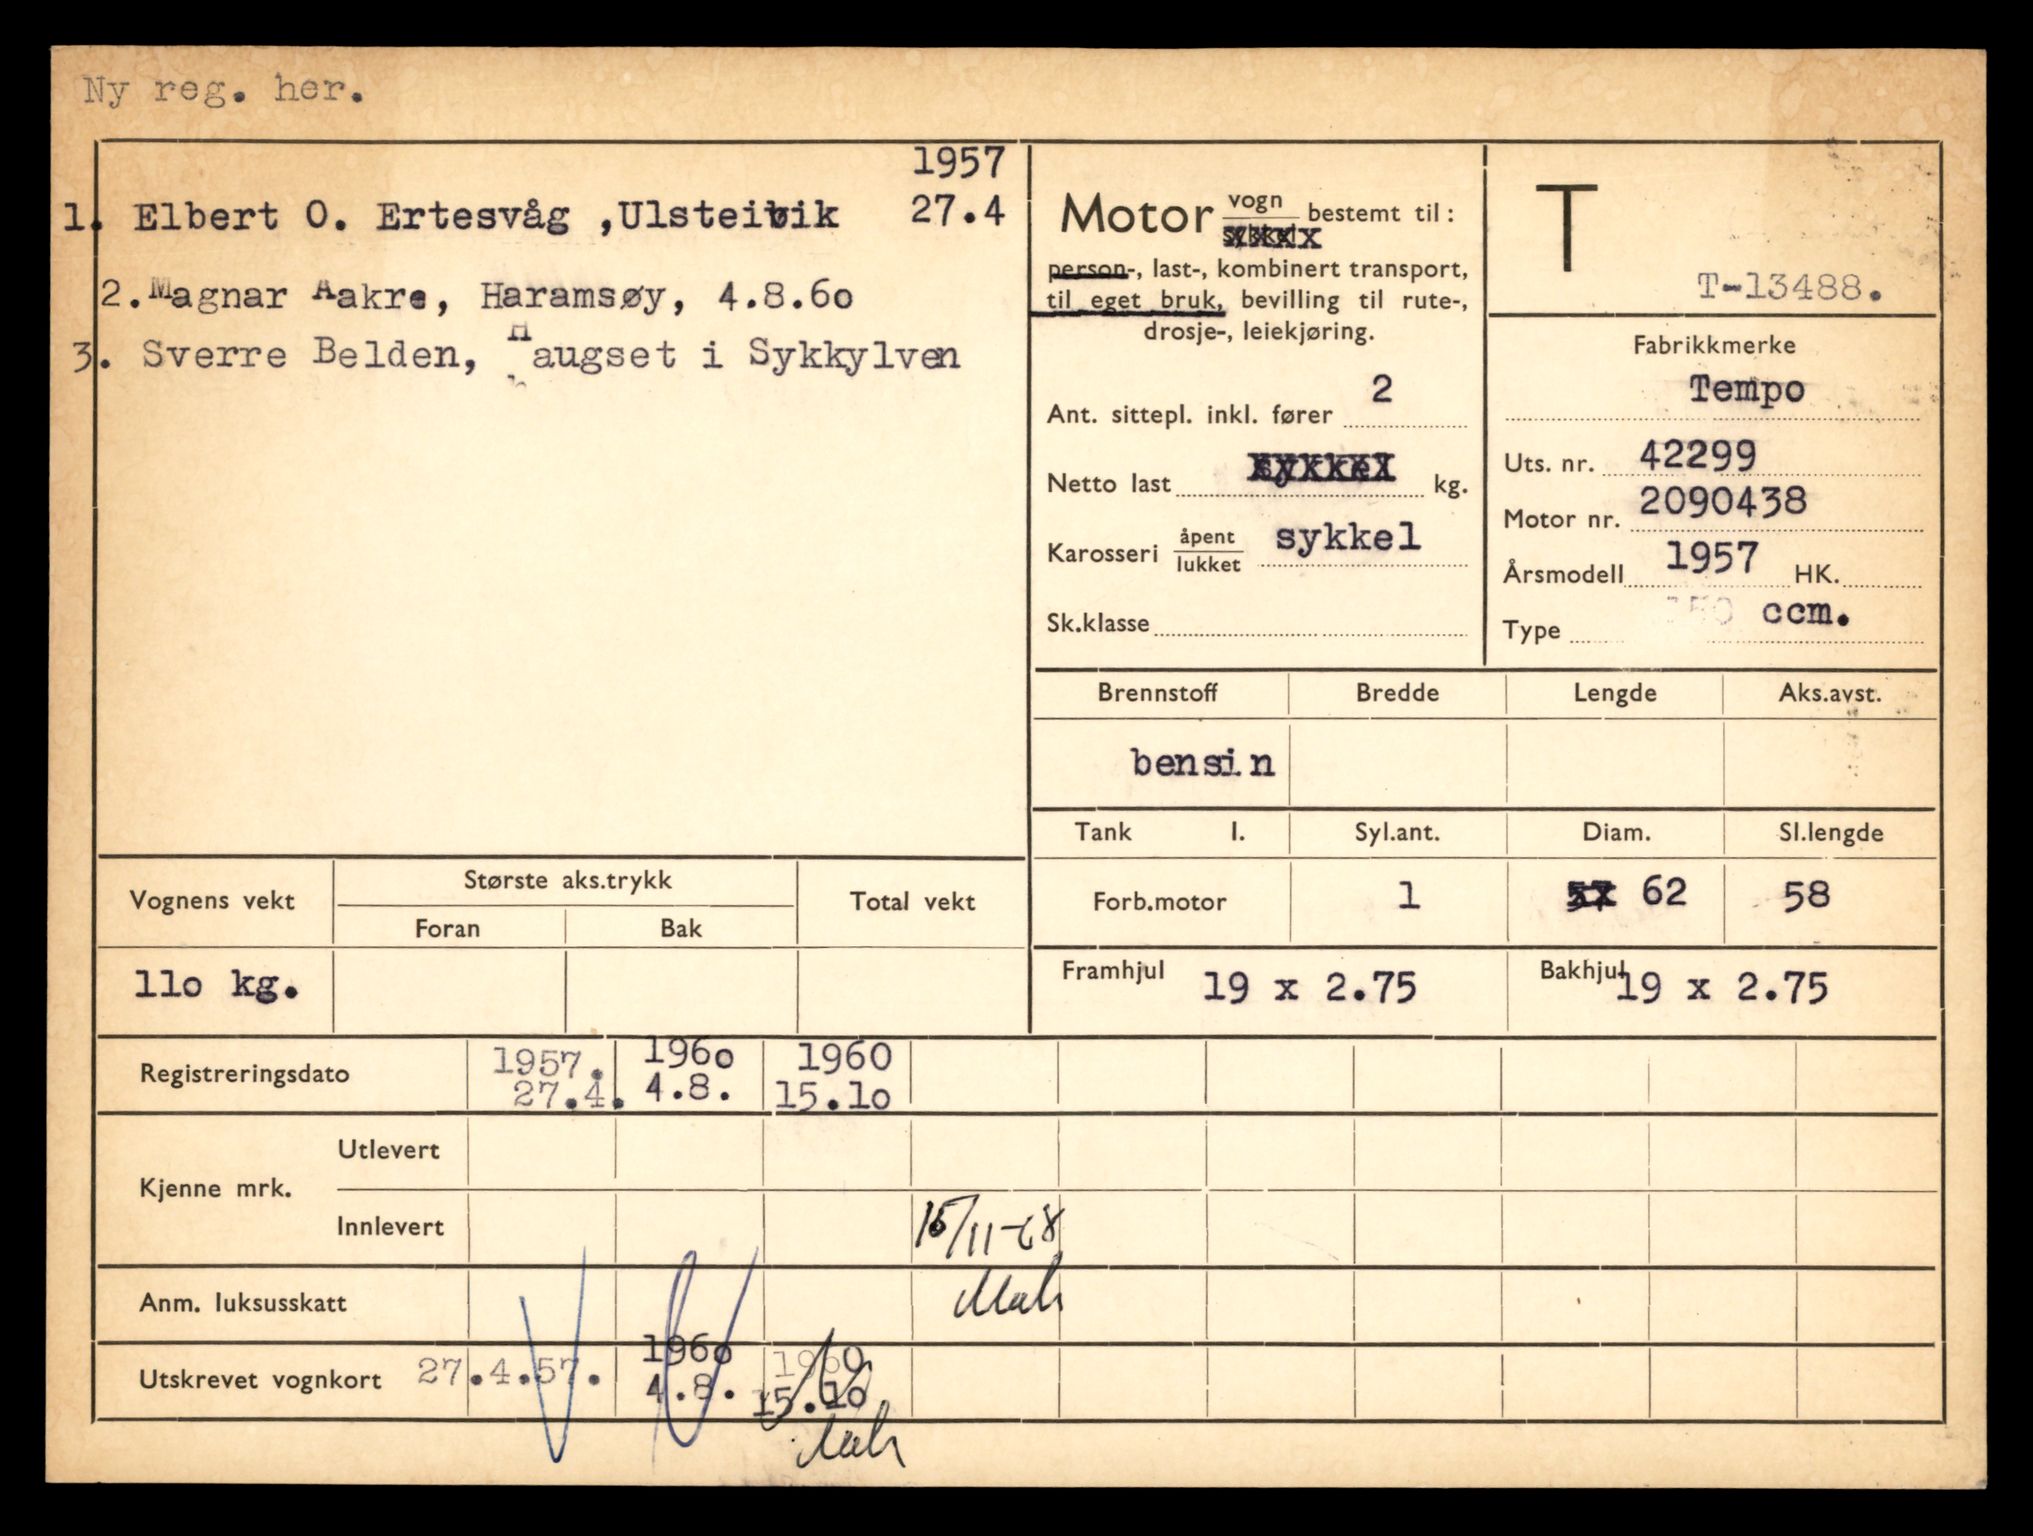 Ny reg. her.
1957
1. Elbert O. Ertesvåg ,Ulsteinvik 27.4
2. Magnar Aakre, Haramsøy, 4.8.60
3. Sverre Belden, Haugset i Sykkylven
Motor vogn bestemt til:
sykkel
person-, last-, kombinert transport,
til eget bruk, bevilling til rute-,
drosje-, leiekjøring.
Ant. sittepl. inkl. fører 2
Netto last sykkel kg.
Karosseri åpent lukket sykkel
Sk.klasse
T
T-13488.
Fabrikkmerke
Tempo
Uts. nr. 42299
Motor nr. 2090438
Årsmodell 1957 HK.
Type 150 ccm.
Brennstoff Bredde Lengde Aks.avst.
bensin
Tank l. Syl.ant. Diam. Sl.lengde
Forb.motor 1 57 62 58
Framhjul 19 x 2.75 Bakhjul 19 x 2.75
Vognens vekt Største aks.trykk Total vekt
Foran Bak
110 kg.
Registreringsdato 1957. 1960 1960
27.4. 4.8. 15.10
Kjenne mrk. Utlevert
Innlevert 15/11-68
Anm. luksusskatt
Utskrevet vognkort 27.4.57. 1960 1960
4.8. 15.10